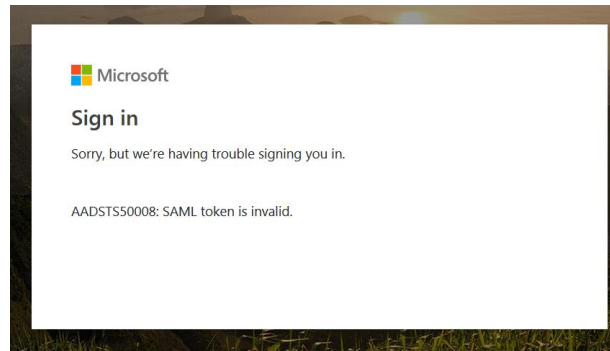 Microsoft
Sign in
Sorry, but we're having trouble signing you in.
AADSTS50008: SAML token is invalid.